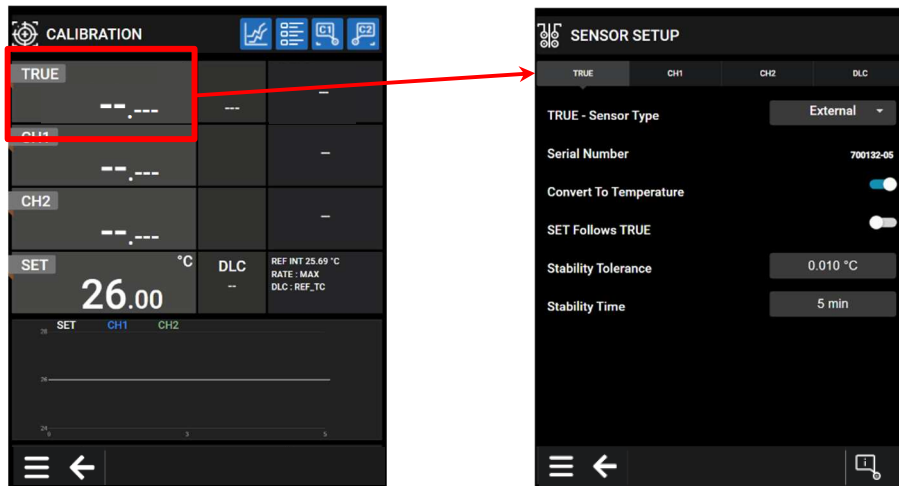 CALIBRATION
C1
C2
TRUE
--.---
---
–
CH1
--.---
–
CH2
--.---
–
SET
°C
26.00
DLC
--
REF INT 25.69 °C
RATE : MAX
DLC : REF_TC
SET CH1 CH2
28
26
24
0 3 5
SENSOR SETUP
TRUE CH1 CH2 DLC
TRUE - Sensor Type External
Serial Number 700132-05
Convert To Temperature
SET Follows TRUE
Stability Tolerance 0.010 °C
Stability Time 5 min
i